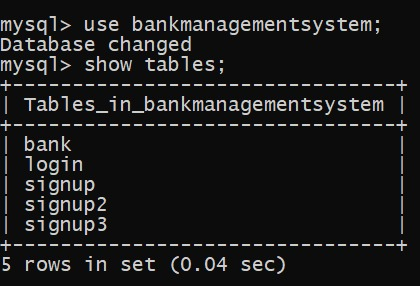 mysql> use bankmanagementsystem;
Database changed
mysql> show tables;
+--------------------------------+
| Tables_in_bankmanagementsystem |
+--------------------------------+
| bank                           |
| login                          |
| signup                         |
| signup2                        |
| signup3                        |
+--------------------------------+
5 rows in set (0.04 sec)